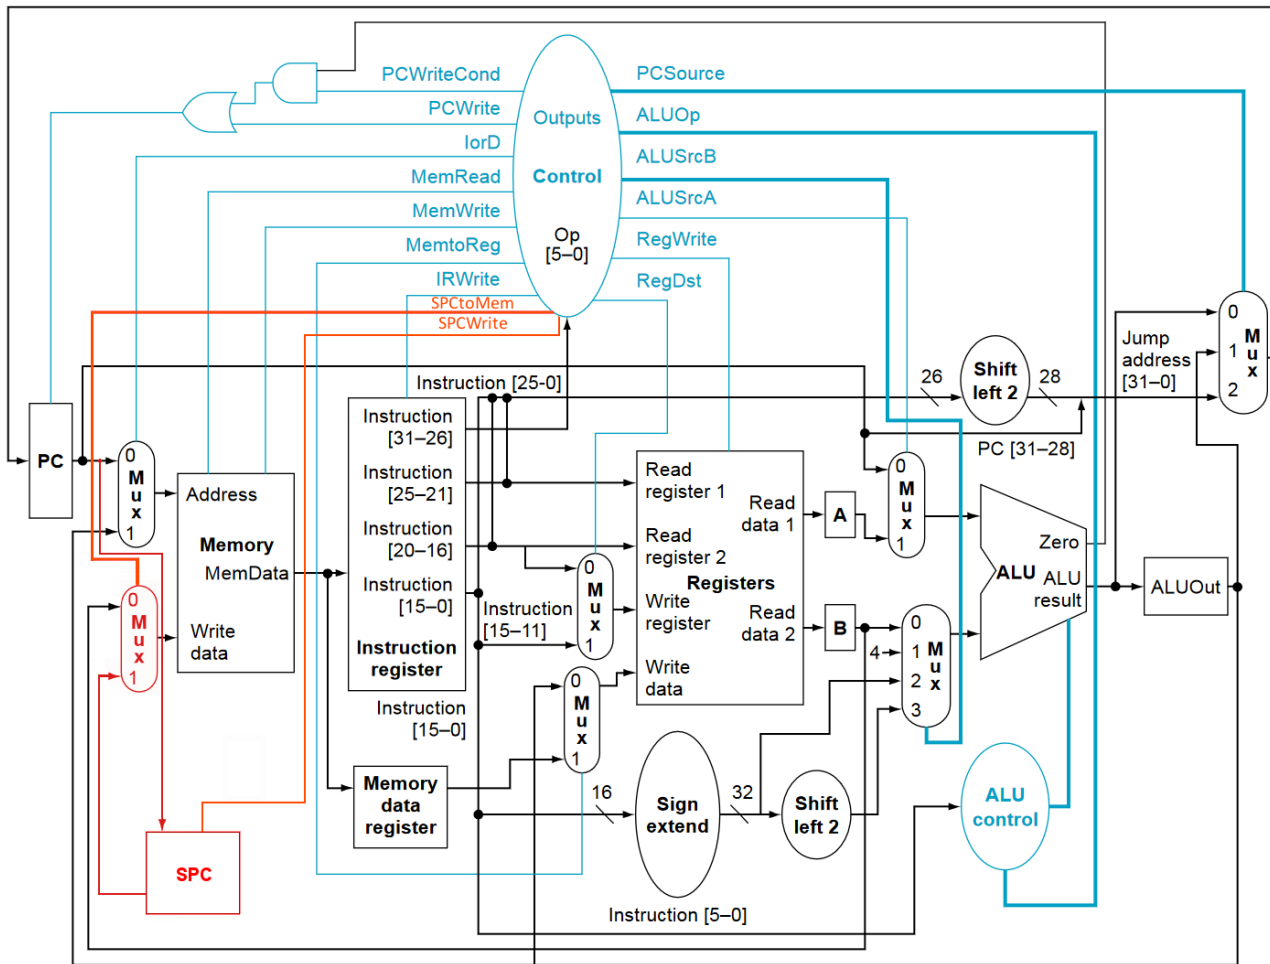 PCWriteCond
PCWrite
IorD
MemRead
MemWrite
MemtoReg
IRWrite
SPCtoMem
SPCWrite
Outputs
Control
Op
[5–0]
PCSource
ALUOp
ALUSrcB
ALUSrcA
RegWrite
RegDst
0
1
2
M
u
x
Jump
address
[31–0]
Instruction [25-0]
26
Shift
left 2
28
PC [31–28]
PC
0
M
u
x
1
Address
Memory
MemData
Write
data
0
M
u
x
1
SPC
Instruction
[31–26]
Instruction
[25–21]
Instruction
[20–16]
Instruction
[15–0]
Instruction
register
Instruction
[15–0]
Memory
data
register
Instruction
[15–11]
0
M
u
x
1
0
M
u
x
1
Read
register 1
Read
register 2
Registers
Write
register
Write
data
Read
data 1
Read
data 2
A
B
0
M
u
x
1
4
0
1
2
3
M
u
x
Zero
ALU
ALU
result
ALUOut
16
Sign
extend
32
Shift
left 2
ALU
control
Instruction [5–0]